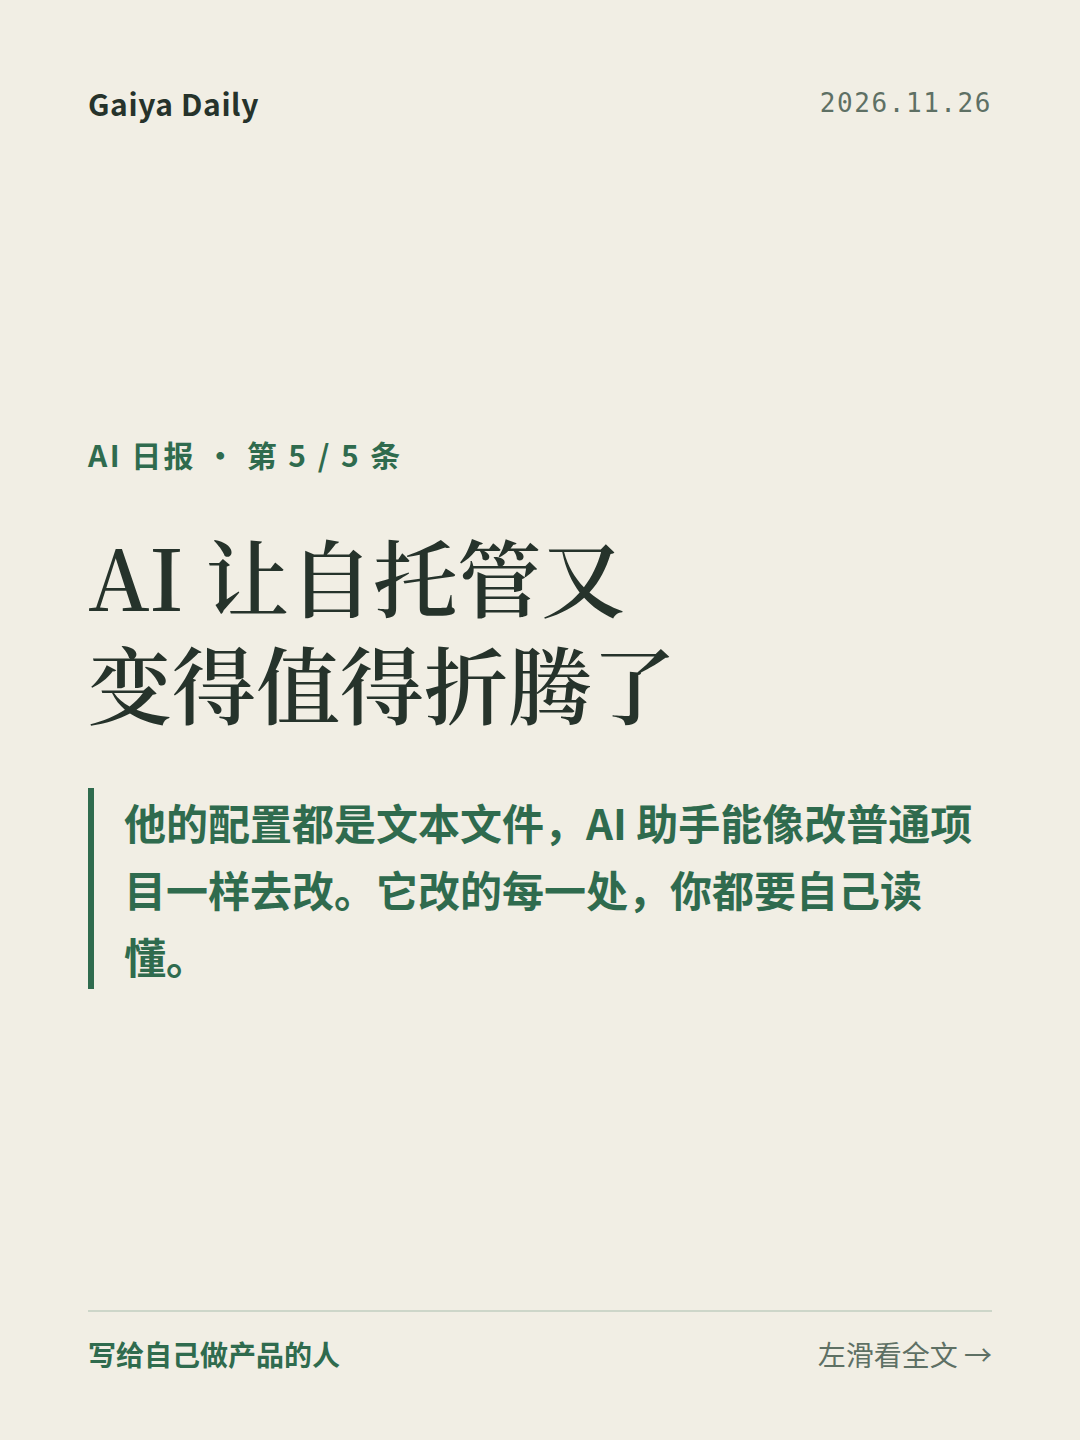 Gaiya Daily
2026.11.26
AI 日报 · 第 5 / 5 条
AI 让自托管又
变得值得折腾了
他的配置都是文本文件，AI 助手能像改普通项
目一样去改。它改的每一处，你都要自己读
懂。
写给自己做产品的人
左滑看全文 →